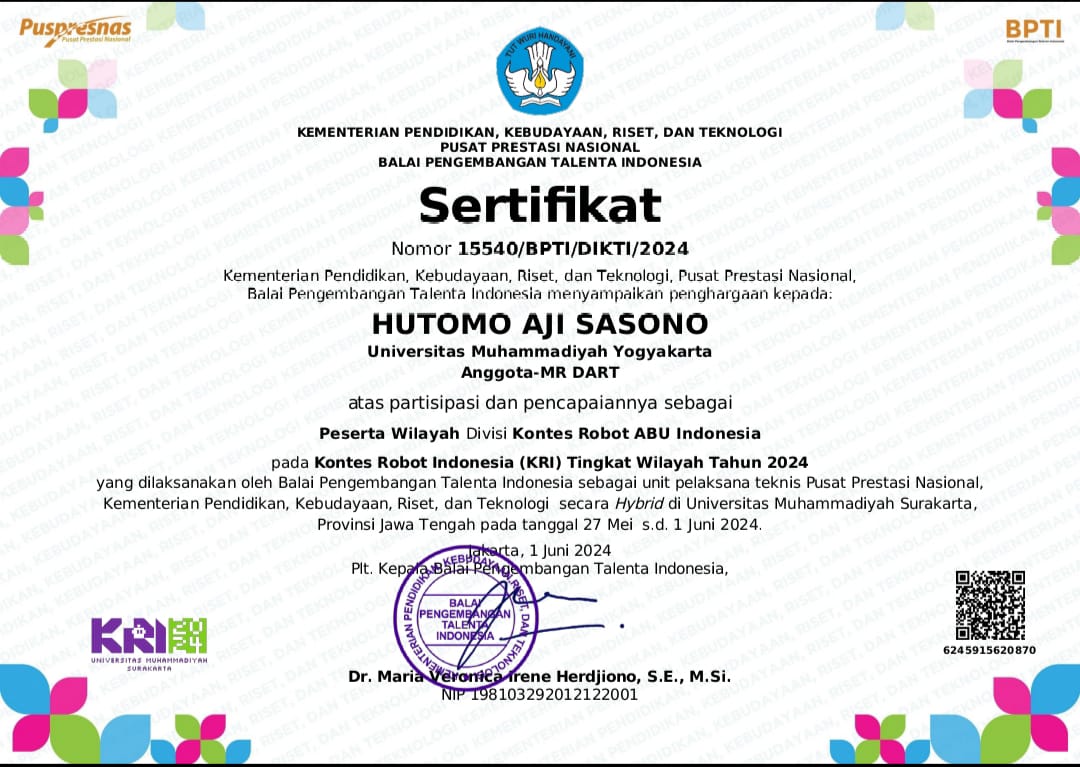 Puspresnas
Pusat Prestasi Nasional
BPTI
TUT WURI HANDAYANI
KEMENTERIAN PENDIDIKAN, KEBUDAYAAN, RISET, DAN TEKNOLOGI
PUSAT PRESTASI NASIONAL
BALAI PENGEMBANGAN TALENTA INDONESIA
Sertifikat
Nomor 15540/BPTI/DIKTI/2024
Kementerian Pendidikan, Kebudayaan, Riset, dan Teknologi, Pusat Prestasi Nasional,
Balai Pengembangan Talenta Indonesia menyampaikan penghargaan kepada:
HUTOMO AJI SASONO
Universitas Muhammadiyah Yogyakarta
Anggota-MR DART
atas partisipasi dan pencapaiannya sebagai
Peserta Wilayah Divisi Kontes Robot ABU Indonesia
pada Kontes Robot Indonesia (KRI) Tingkat Wilayah Tahun 2024
yang dilaksanakan oleh Balai Pengembangan Talenta Indonesia sebagai unit pelaksana teknis Pusat Prestasi Nasional,
Kementerian Pendidikan, Kebudayaan, Riset, dan Teknologi secara Hybrid di Universitas Muhammadiyah Surakarta,
Provinsi Jawa Tengah pada tanggal 27 Mei s.d. 1 Juni 2024.
Jakarta, 1 Juni 2024
Plt. Kepala Balai Pengembangan Talenta Indonesia,
KEMENTERIAN PENDIDIKAN, KEBUDAYAAN, RISET, DAN TEKNOLOGI
BALAI
PENGEMBANGAN
TALENTA
INDONESIA
Dr. Maria Veronica Irene Herdjiono, S.E., M.Si.
NIP 198103292012122001
KRI
UNIVERSITAS MUHAMMADIYAH
SURAKARTA
6245915620870